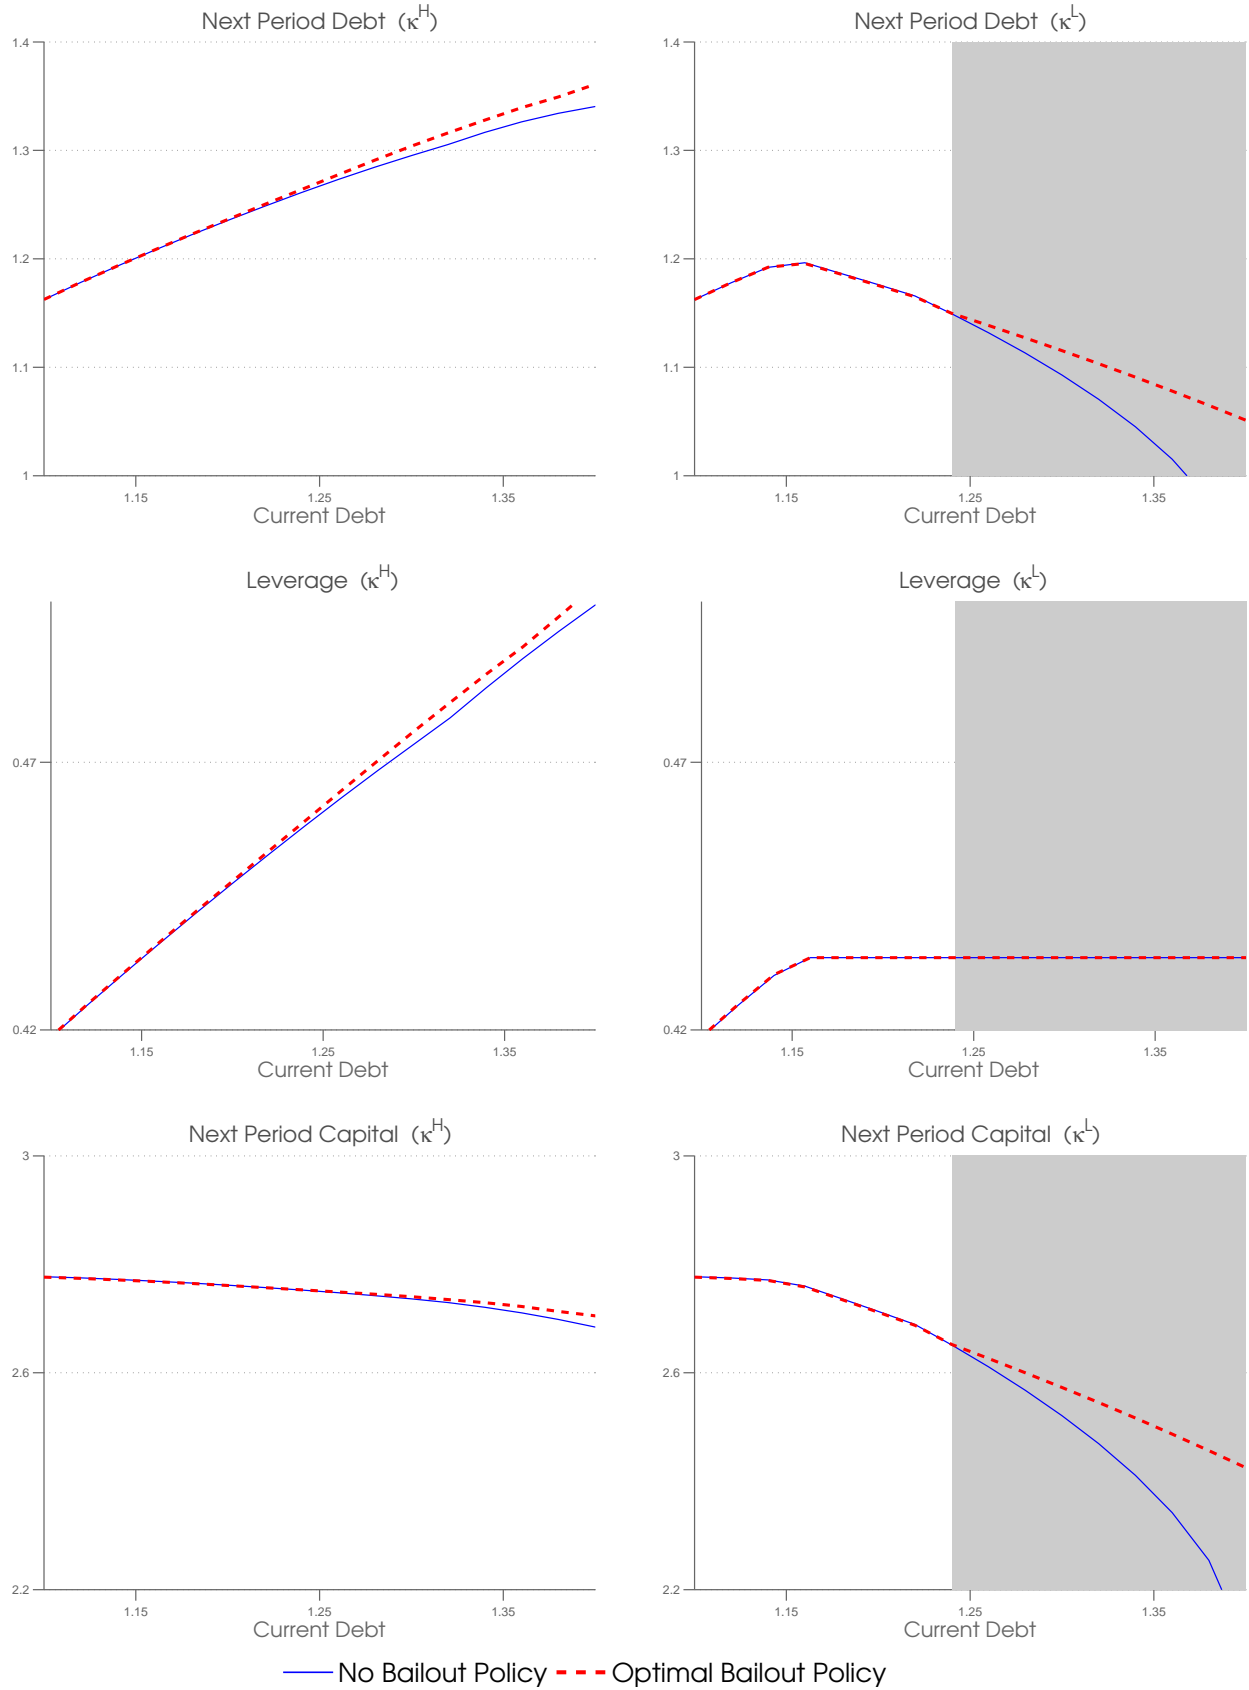 Next Period Debt (κ^H)
1.4
1.3
1.2
1.1
1
1.15 1.25 1.35
Current Debt
Next Period Debt (κ^L)
1.4
1.3
1.2
1.1
1
1.15 1.25 1.35
Current Debt
Leverage (κ^H)
0.47
0.42
1.15 1.25 1.35
Current Debt
Leverage (κ^L)
0.47
0.42
1.15 1.25 1.35
Current Debt
Next Period Capital (κ^H)
3
2.6
2.2
1.15 1.25 1.35
Current Debt
Next Period Capital (κ^L)
3
2.6
2.2
1.15 1.25 1.35
Current Debt
No Bailout Policy Optimal Bailout Policy